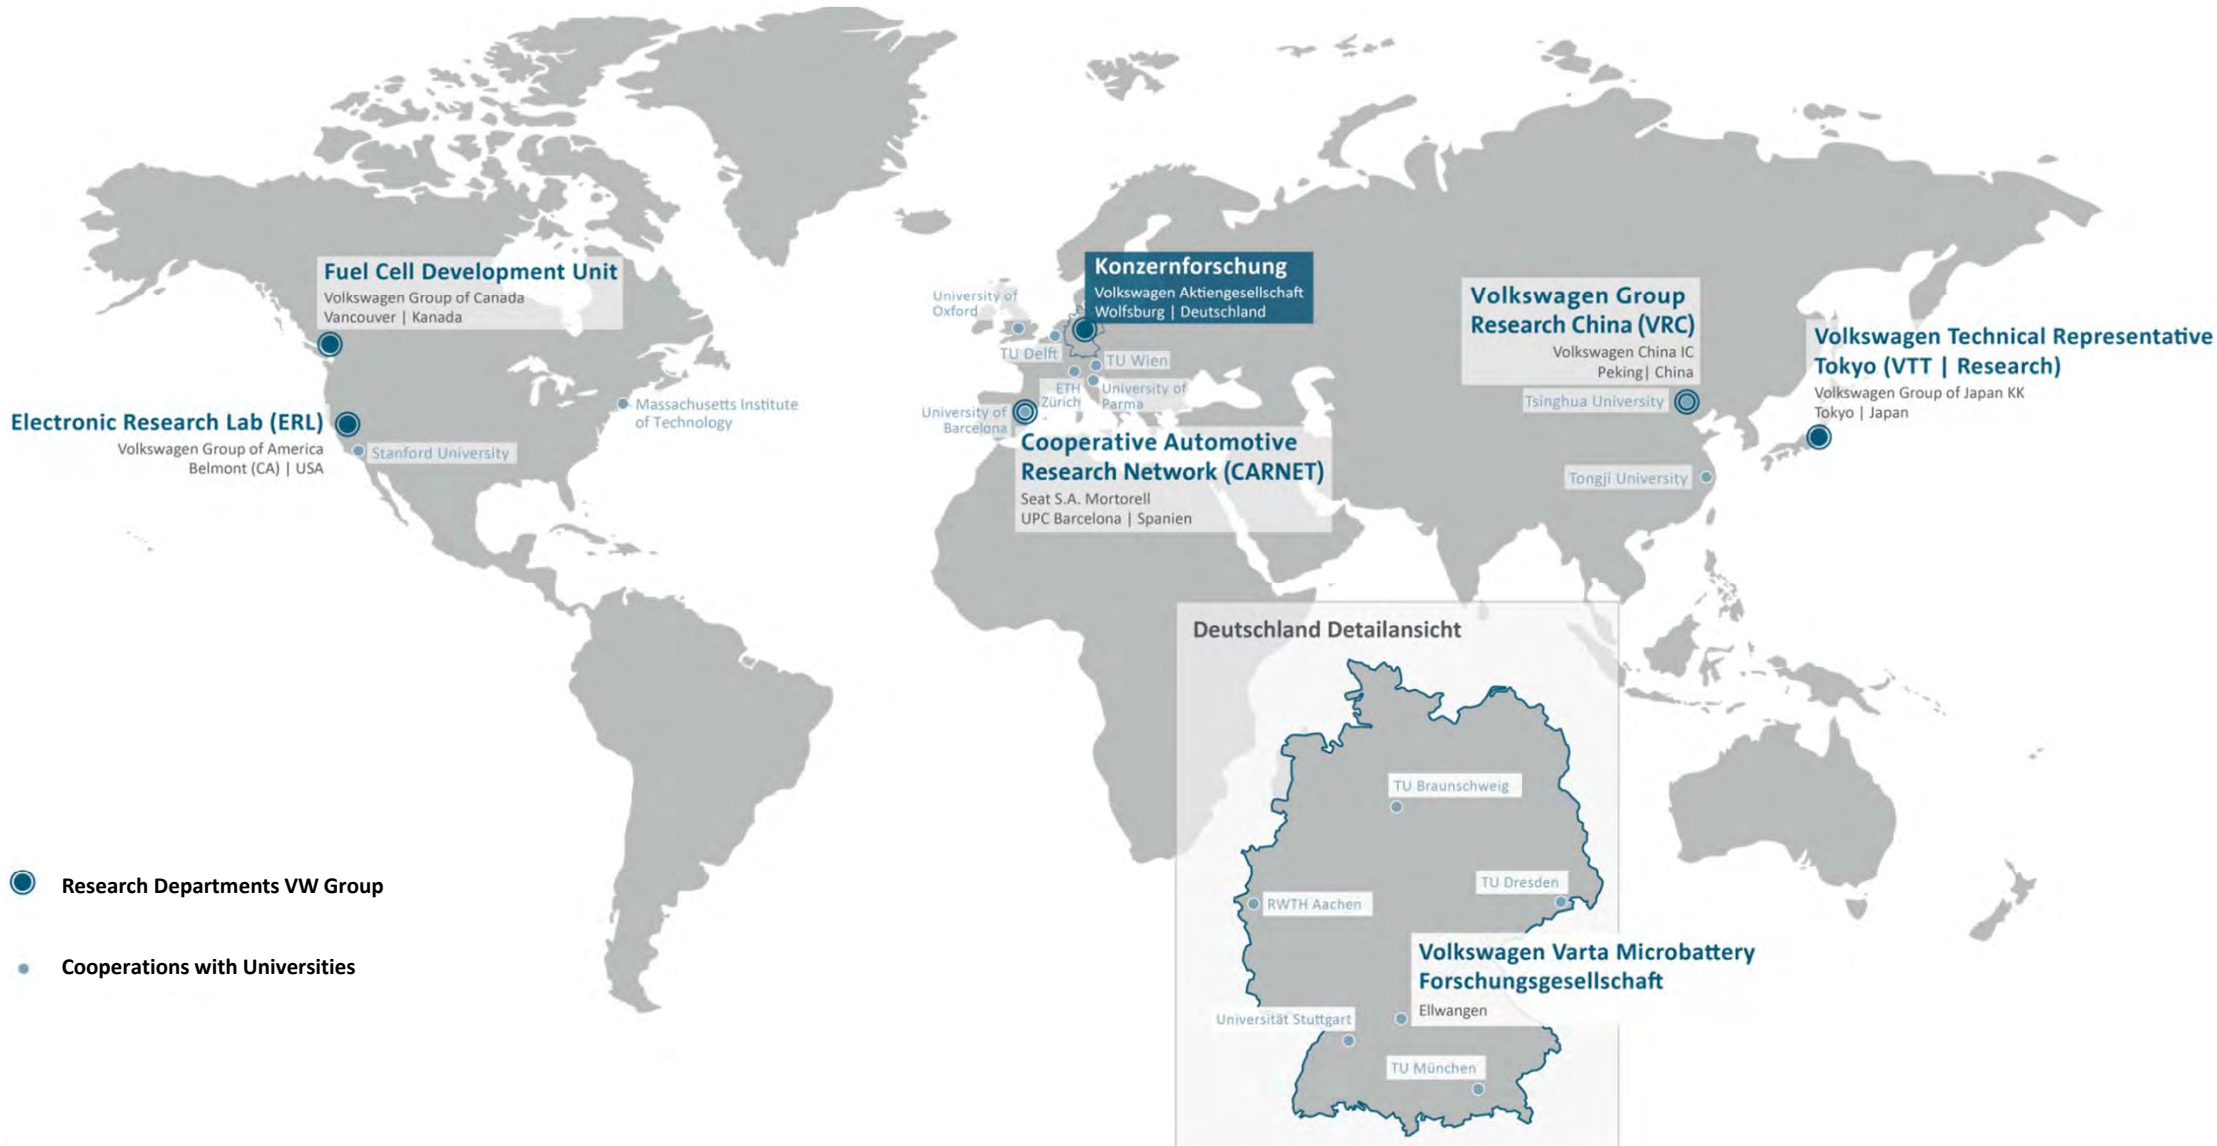 Fuel Cell Development Unit
Volkswagen Group of Canada
Vancouver | Kanada
Electronic Research Lab (ERL)
Volkswagen Group of America
Belmont (CA) | USA
Stanford University
Massachusetts Institute
of Technology
Konzernforschung
Volkswagen Aktiengesellschaft
Wolfsburg | Deutschland
University of
Oxford
TU Delft
TU Wien
ETH
Zürich
University of
Parma
University of
Barcelona
Cooperative Automotive
Research Network (CARNET)
Seat S.A. Mortorell
UPC Barcelona | Spanien
Volkswagen Group
Research China (VRC)
Volkswagen China IC
Peking| China
Tsinghua University
Tongji University
Volkswagen Technical Representative
Tokyo (VTT | Research)
Volkswagen Group of Japan KK
Tokyo | Japan
Deutschland Detailansicht
TU Braunschweig
TU Dresden
RWTH Aachen
Volkswagen Varta Microbattery
Forschungsgesellschaft
Ellwangen
Universität Stuttgart
TU München
Research Departments VW Group
Cooperations with Universities